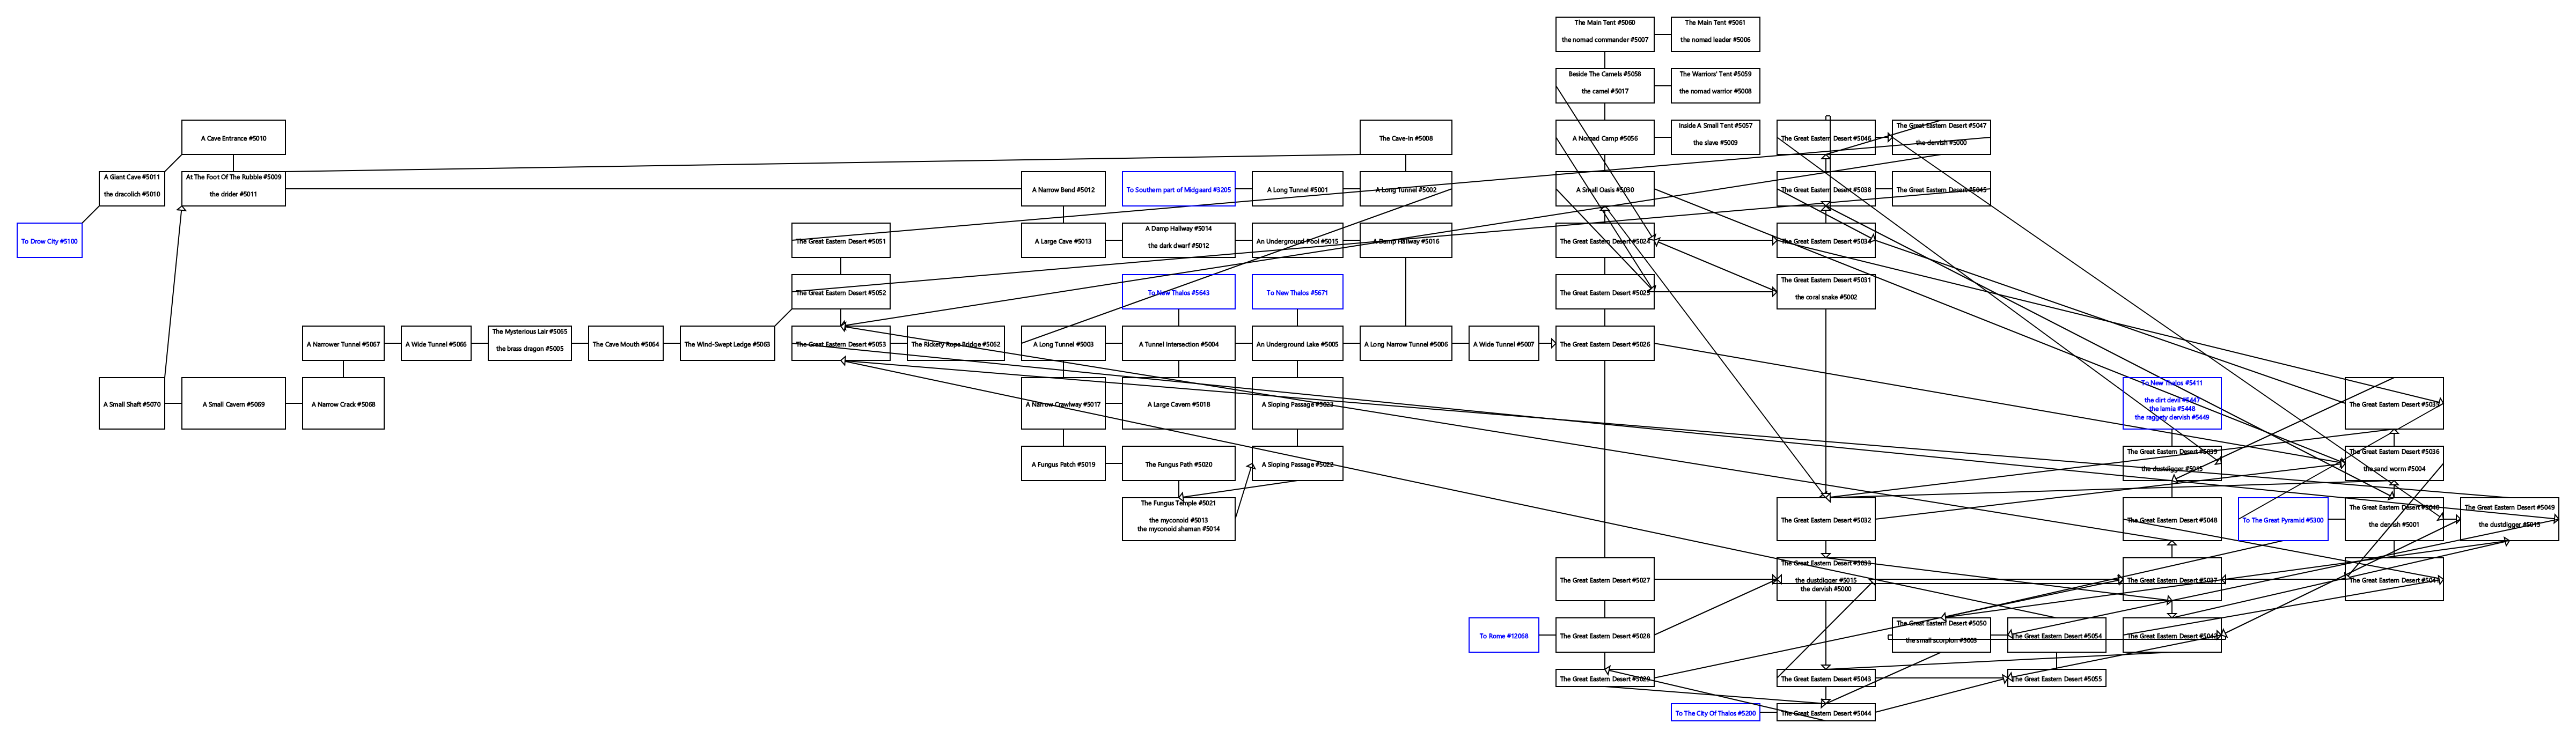 The Main Tent #5060
the nomad commander #5007
The Main Tent #5061
the nomad leader #5006
Beside The Camels #5058
the camel #5017
The Warriors' Tent #5059
the nomad warrior #5008
A Cave Entrance #5010
The Cave-In #5008
A Nomad Camp #5056
Inside A Small Tent #5057
the slave #5009
The Great Eastern Desert #5046
The Great Eastern Desert #5047
the dervish #5000
A Giant Cave #5011
the dracolich #5010
At The Foot Of The Rubble #5009
the drider #5011
A Narrow Bend #5012
To Southern part of Midgaard #3205
A Long Tunnel #5001
A Long Tunnel #5002
A Small Oasis #5030
The Great Eastern Desert #5038
The Great Eastern Desert #5045
To Drow City #5100
The Great Eastern Desert #5051
A Large Cave #5013
A Damp Hallway #5014
the dark dwarf #5012
An Underground Pool #5015
A Damp Hallway #5016
The Great Eastern Desert #5024
The Great Eastern Desert #5034
The Great Eastern Desert #5052
To New Thalos #5643
To New Thalos #5671
The Great Eastern Desert #5025
The Great Eastern Desert #5031
the coral snake #5002
A Narrower Tunnel #5067
A Wide Tunnel #5066
The Mysterious Lair #5065
the brass dragon #5005
The Cave Mouth #5064
The Wind-Swept Ledge #5063
The Great Eastern Desert #5053
The Rickety Rope Bridge #5062
A Long Tunnel #5003
A Tunnel Intersection #5004
An Underground Lake #5005
A Long Narrow Tunnel #5006
A Wide Tunnel #5007
The Great Eastern Desert #5026
A Small Shaft #5070
A Small Cavern #5069
A Narrow Crack #5068
A Narrow Crawlway #5017
A Large Cavern #5018
A Sloping Passage #5023
To New Thalos #5411
the dirt devil #5447
the lamia #5448
the raggety dervish #5449
The Great Eastern Desert #5035
A Fungus Patch #5019
The Fungus Path #5020
A Sloping Passage #5022
The Great Eastern Desert #5039
the dustdigger #5015
The Great Eastern Desert #5036
the sand worm #5004
The Fungus Temple #5021
the myconoid #5013
the myconoid shaman #5014
The Great Eastern Desert #5032
The Great Eastern Desert #5048
To The Great Pyramid #5300
The Great Eastern Desert #5040
the dervish #5001
The Great Eastern Desert #5049
the dustdigger #5015
The Great Eastern Desert #5027
The Great Eastern Desert #5033
the dustdigger #5015
the dervish #5000
The Great Eastern Desert #5037
The Great Eastern Desert
To Rome #12068
The Great Eastern Desert #5028
The Great Eastern Desert #5050
the small scorpion #5003
The Great Eastern Desert #5054
The Great Eastern Desert
The Great Eastern Desert #5029
The Great Eastern Desert #5043
The Great Eastern Desert #5055
To The City Of Thalos #5200
The Great Eastern Desert #5044